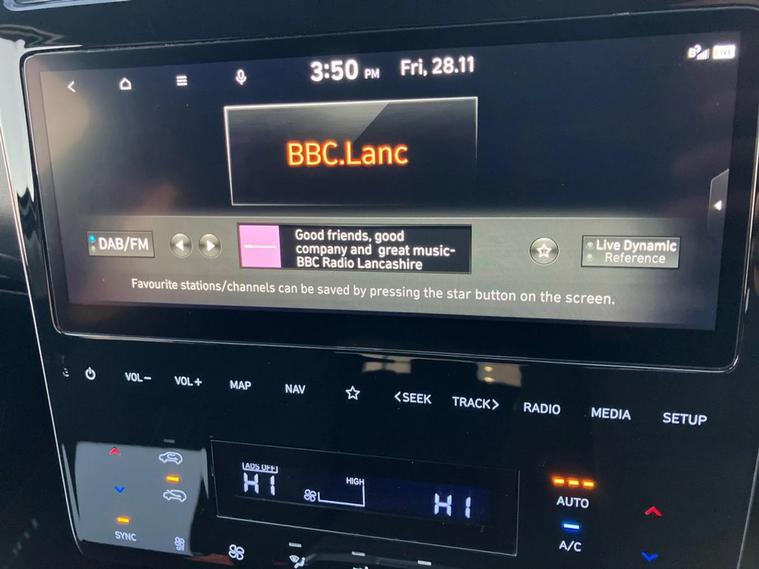 3:50 PM Fri, 28.11
LIVE
BBC.Lanc
DAB/FM
Good friends, good
company and great music-
BBC Radio Lancashire
Live Dynamic
Reference
Favourite stations/channels can be saved by pressing the star button on the screen.
VOL- VOL+ MAP NAV <SEEK TRACK> RADIO MEDIA SETUP
ADS OFF
HI HIGH HI
AUTO
SYNC A/C